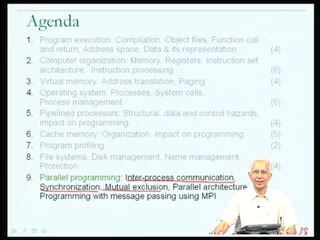 Agenda
1. Program execution: Compilation, Object files, Function call
and return, Address space, Data & its representation (4)
2. Computer organization: Memory, Registers, Instruction set
architecture, Instruction processing (6)
3. Virtual memory: Address translation, Paging (4)
4. Operating system: Processes, System calls,
Process management (6)
5. Pipelined processors: Structural, data and control hazards,
impact on programming (4)
6. Cache memory: Organization, impact on programming (5)
7. Program profiling (2)
8. File systems: Disk management, Name management,
Protection (4)
9. Parallel programming: Inter-process communication,
Synchronization, Mutual exclusion, Parallel architecture,
Programming with message passing using MPI
38